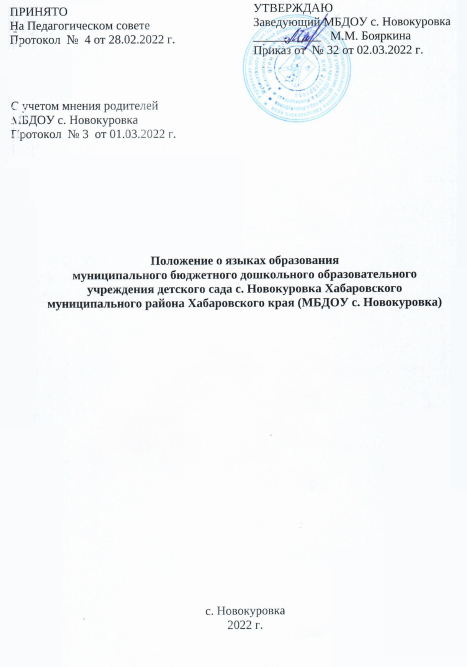 ПРИНЯТО
На Педагогическом совете
Протокол № 4 от 28.02.2022 г.
УТВЕРЖДАЮ
Заведующий МБДОУ с. Новокуровка
М.М. Бояркина
Приказ от № 32 от 02.03.2022 г.
С учетом мнения родителей
МБДОУ с. Новокуровка
Протокол № 3 от 01.03.2022 г.
Положение о языках образования
муниципального бюджетного дошкольного образовательного
учреждения детского сада с. Новокуровка Хабаровского
муниципального района Хабаровского края (МБДОУ с. Новокуровка)
с. Новокуровка
2022 г.